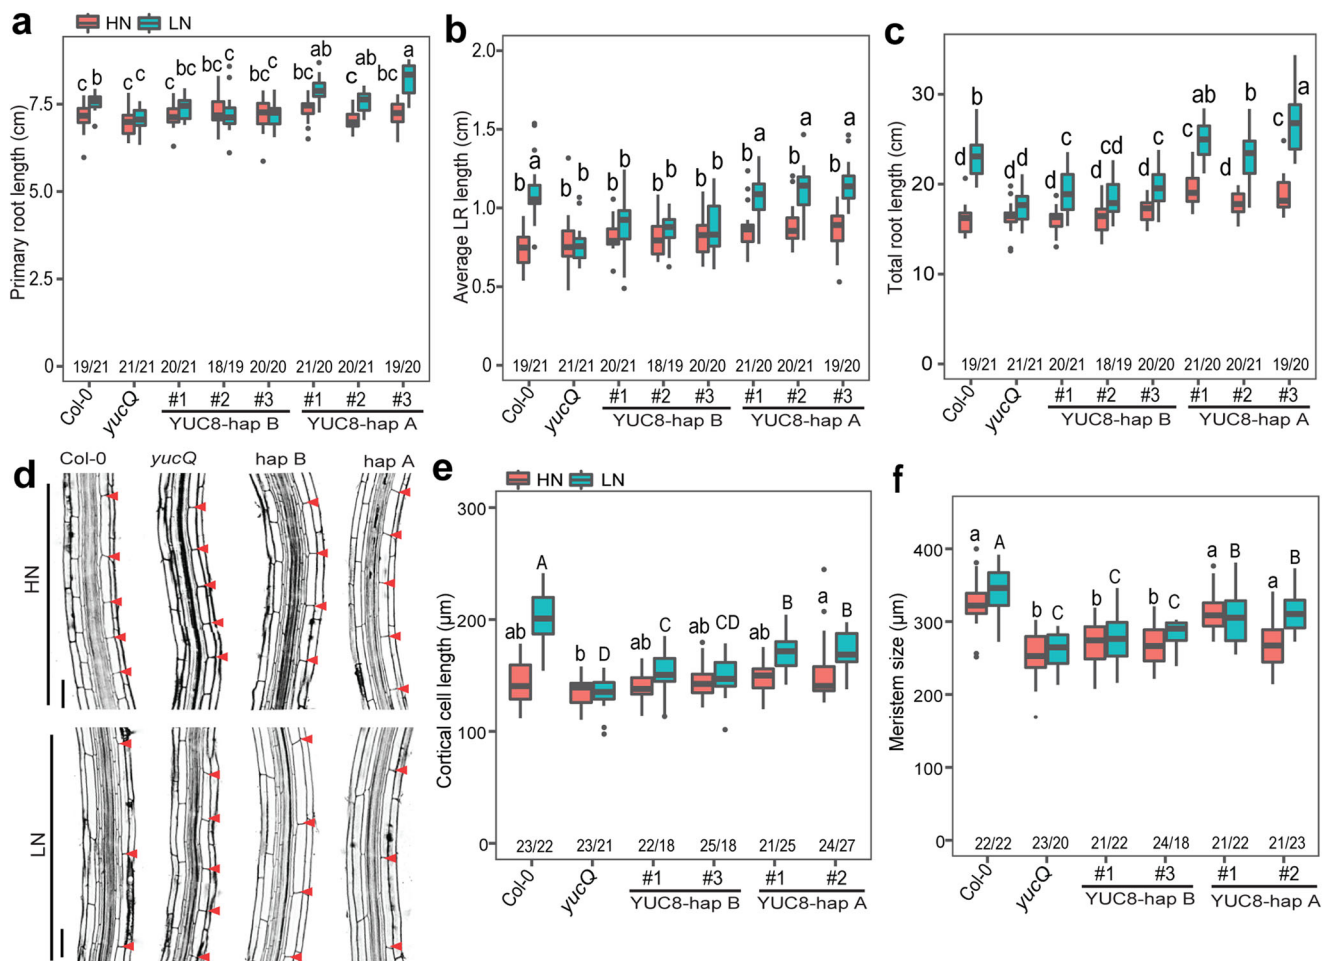 a
HN LN
Primary root length (cm)
7.5
5.0
2.5
0
c b c c c bc bc c bc c bc ab c ab bc a
19/21 21/21 20/21 18/19 20/20 21/20 20/21 19/20
Col-0 yucQ #1 #2 #3 #1 #2 #3
YUC8-hap B YUC8-hap A
b
Average LR length (cm)
2.0
1.5
1.0
0.5
0
b a b b b b b b b b b a b a b a
19/21 21/21 20/21 18/19 20/20 21/20 20/21 19/20
Col-0 yucQ #1 #2 #3 #1 #2 #3
YUC8-hap B YUC8-hap A
c
Total root length (cm)
30
20
10
0
d b d d d c d cd d c c ab d b c a
19/21 21/21 20/21 18/19 20/20 21/20 20/21 19/20
Col-0 yucQ #1 #2 #3 #1 #2 #3
YUC8-hap B YUC8-hap A
d
Col-0 yucQ hap B hap A
HN
LN
e
HN LN
Cortical cell length (µm)
300
200
100
0
ab A b D ab C ab CD ab B a B
23/22 23/21 22/18 25/18 21/25 24/27
Col-0 yucQ #1 #3 #1 #2
YUC8-hap B YUC8-hap A
f
Meristem size (µm)
400
300
200
100
0
a A b C b C b C a B a B
22/22 23/20 21/22 24/18 21/22 21/23
Col-0 yucQ #1 #3 #1 #2
YUC8-hap B YUC8-hap A